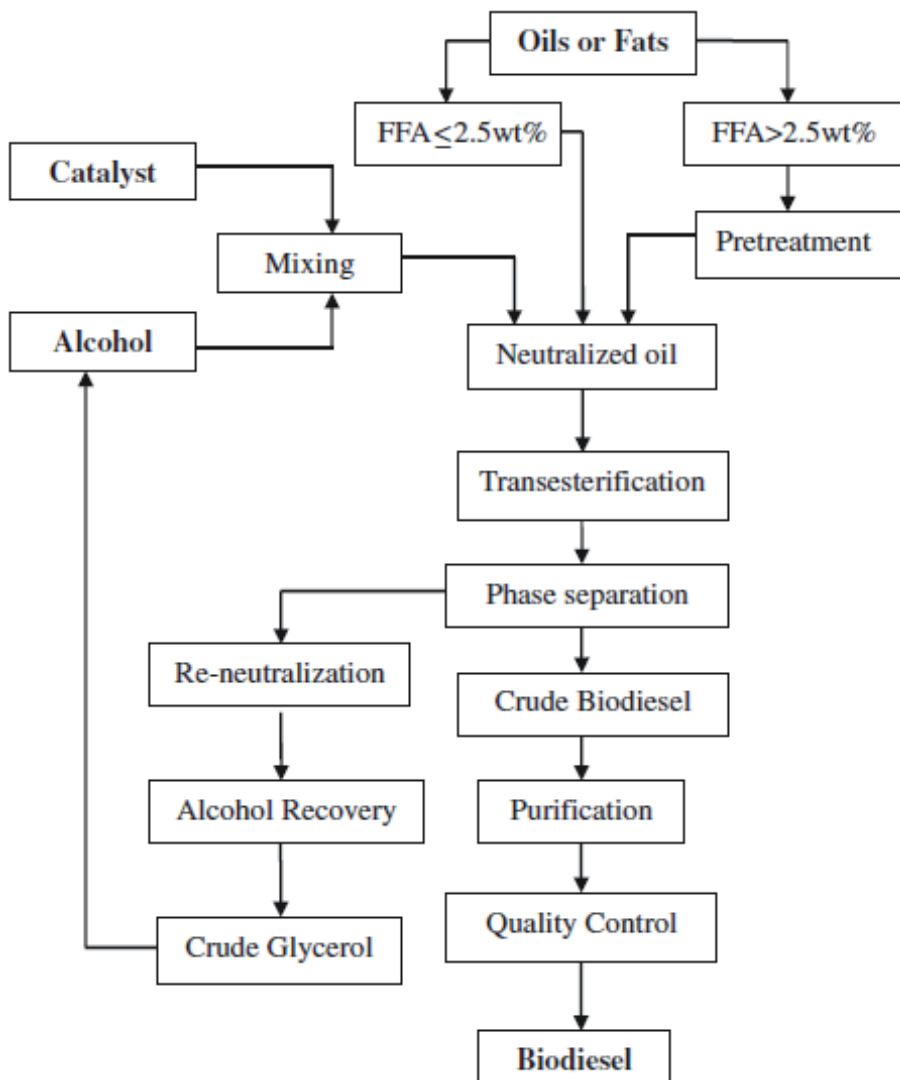 Oils or Fats
FFA≤2.5wt%
FFA>2.5wt%
Catalyst
Pretreatment
Mixing
Alcohol
Neutralized oil
Transesterification
Phase separation
Re-neutralization
Crude Biodiesel
Alcohol Recovery
Purification
Quality Control
Crude Glycerol
Biodiesel